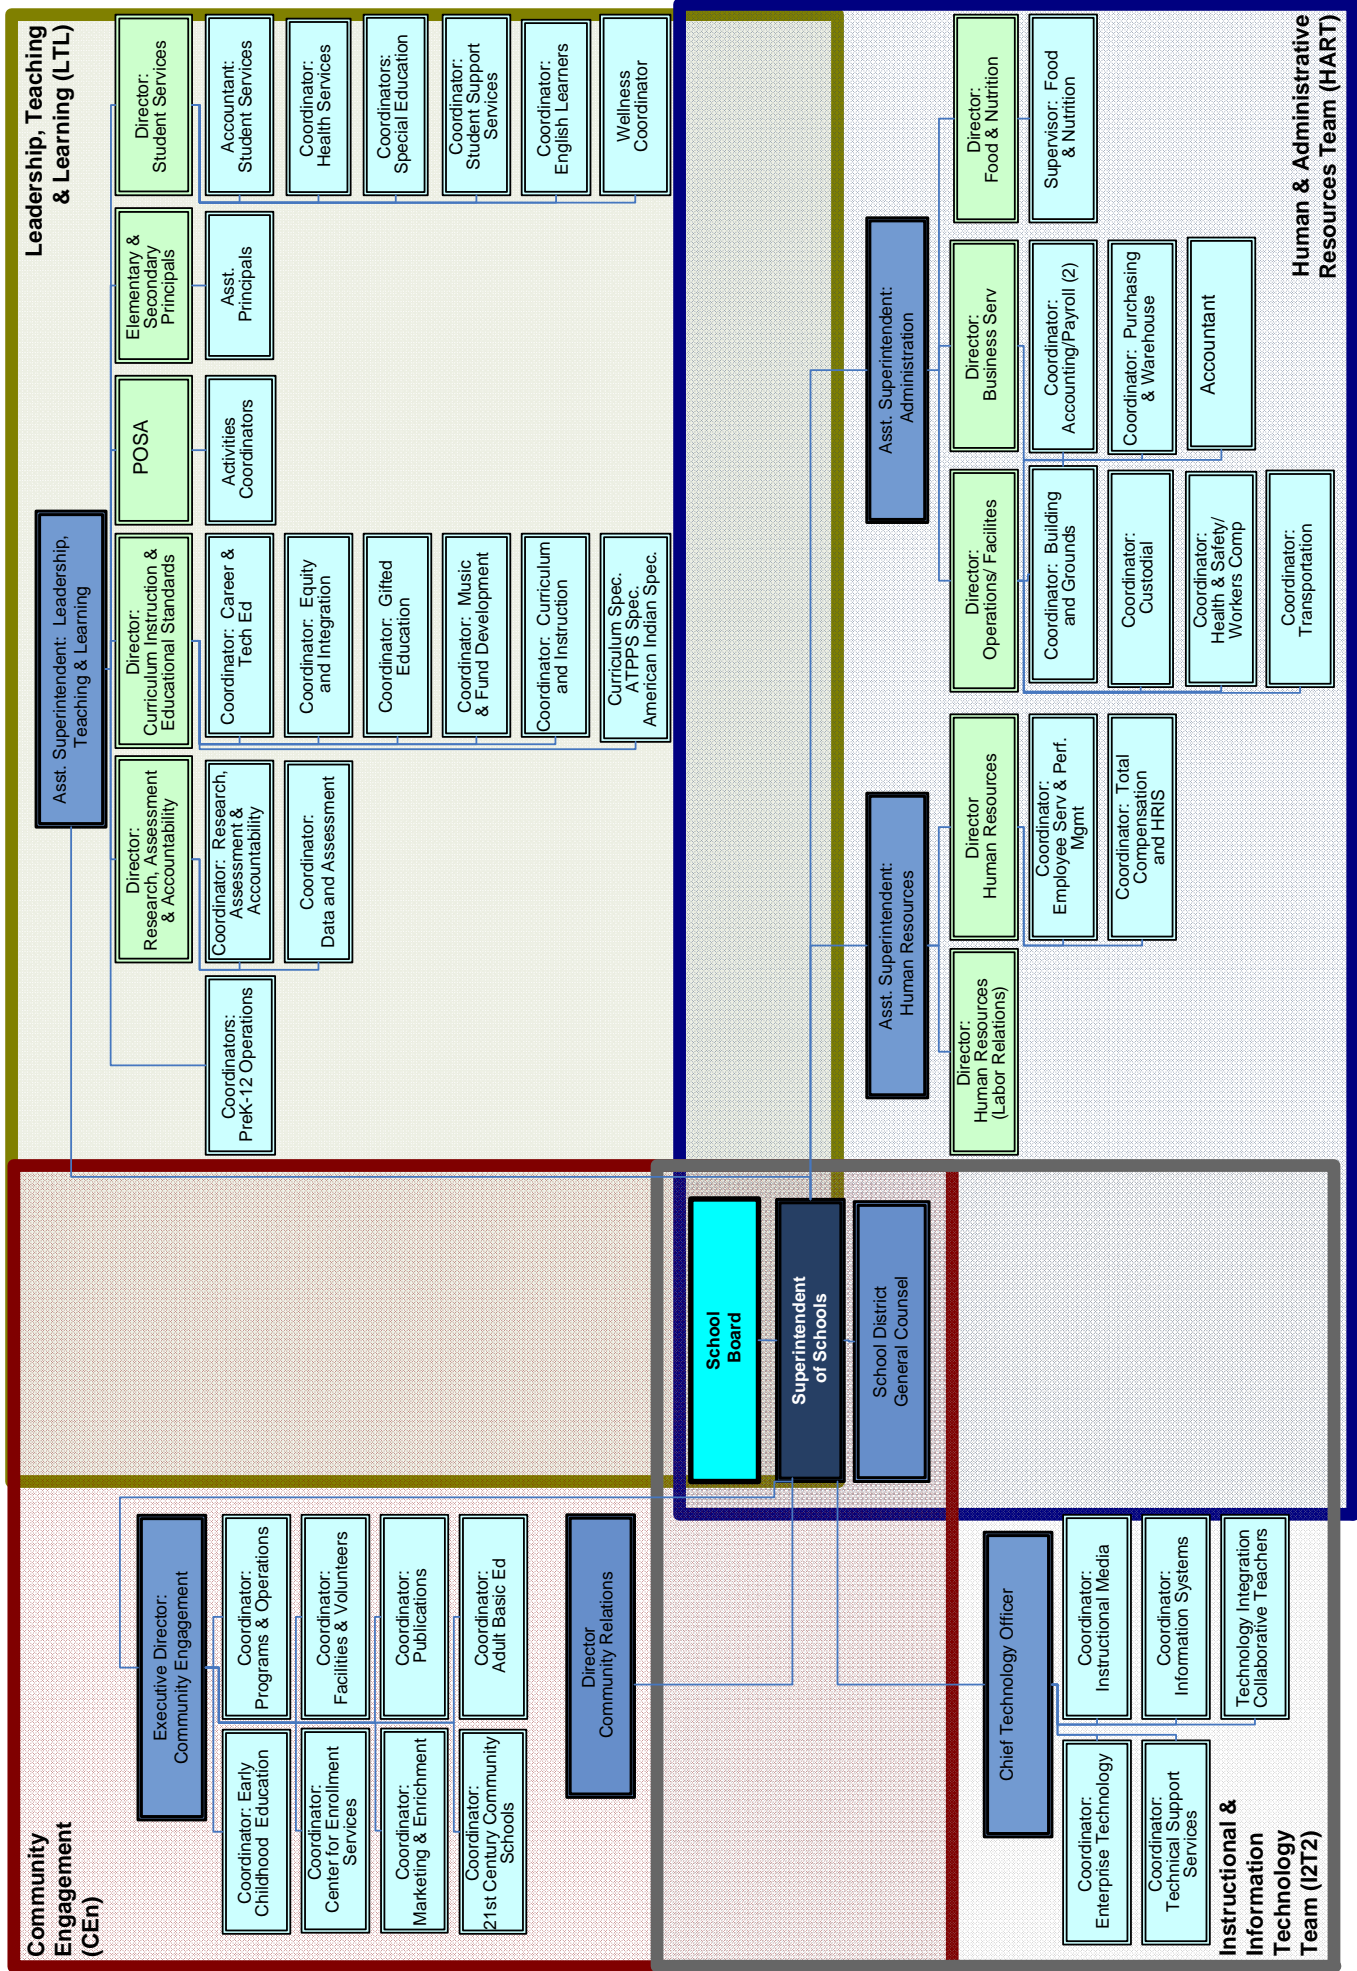 Community
Engagement
(CEn)
Executive Director:
Community Engagement
Coordinator: Early
Childhood  Education
Coordinator:
Programs & Operations
Coordinator:
Center for Enrollment
Services
Coordinator:
Facilities & Volunteers
Coordinator:
Marketing & Enrichment
Coordinator:
Publications
Coordinator:
21st Century Community
Schools
Coordinator:
Adult Basic Ed
Director
Community Relations
Leadership, Teaching
& Learning (LTL)
Asst. Superintendent:  Leadership,
Teaching & Learning
Coordinators:
PreK-12 Operations
Director:
Research, Assessment
& Accountability
Coordinator:  Research,
Assessment &
Accountability
Coordinator:
Data and Assessment
Director:
Curriculum Instruction &
Educational Standards
Coordinator:  Career &
Tech Ed
Coordinator:  Equity
and Integration
Coordinator:  Gifted
Education
Coordinator:  Music
& Fund Development
Coordinator:  Curriculum
and Instruction
Curriculum Spec.
ATPPS Spec.
American Indian Spec.
POSA
Activities
Coordinators
Elementary &
Secondary
Principals
Asst.
Principals
Director:
Student Services
Accountant:
Student Services
Coordinator:
Health Services
Coordinators:
Special Education
Coordinator:
Student Support
Services
Coordinator:
English Learners
Wellness
Coordinator
School
Board
Superintendent
of Schools
School District
General Counsel
Chief Technology Officer
Coordinator:
Enterprise Technology
Coordinator:
Instructional Media
Coordinator:
Technical Support
Services
Coordinator:
Information Systems
Technology Integration
Collaborative Teachers
Instructional &
Information
Technology
Team (I2T2)
Asst. Superintendent:
Human Resources
Director:
Human Resources
(Labor Relations)
Director
Human Resources
Coordinator:
Employee Serv & Perf.
Mgmt
Coordinator:  Total
Compensation
and HRIS
Asst. Superintendent:
Administration
Director:
Operations/ Facilites
Coordinator:  Building
and Grounds
Coordinator:
Custodial
Coordinator:
Health & Safety/
Workers Comp
Coordinator:
Transportation
Director:
Business Serv
Coordinator:
Accounting/Payroll (2)
Coordinator:  Purchasing
& Warehouse
Accountant
Director:
Food & Nutrition
Supervisor:  Food
& Nutrition
Human & Administrative
Resources Team (HART)